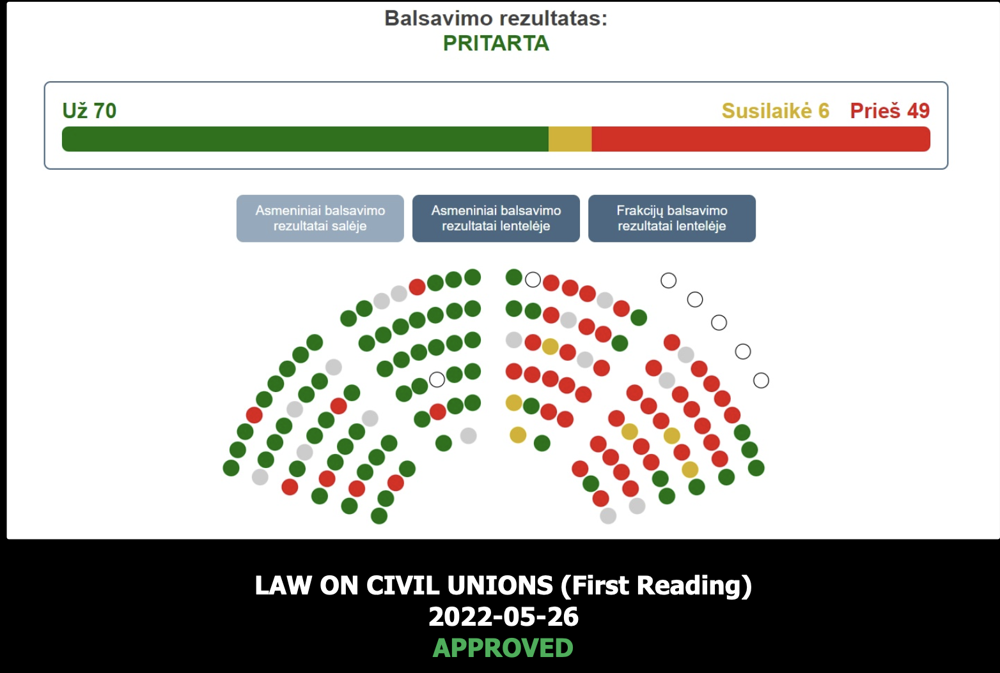 Balsavimo rezultatas:
PRITARTA
Už 70 Susilaikė 6 Prieš 49
Asmeniniai balsavimo
rezultatai salėje
Asmeniniai balsavimo
rezultatai lentelėje
Frakcijų balsavimo
rezultatai lentelėje
LAW ON CIVIL UNIONS (First Reading)
2022-05-26
APPROVED